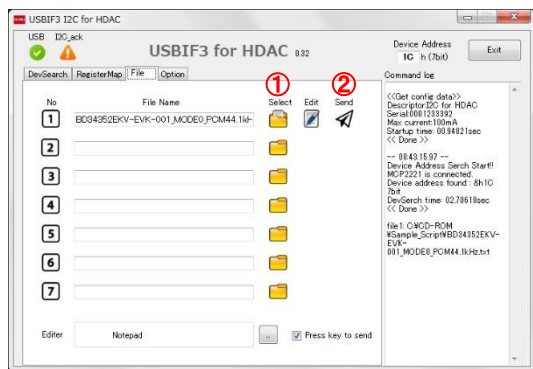 USBIF3 I2C for HDAC
USB I2C_ack
USBIF3 for HDAC 0.32
Device Address
1C h (7bit)
Exit
DevSearch RegisterMap File Option
Command log
① ②
No File Name Select Edit Send
1 BD34352EKV-EVK-001_MODE0_PCM44.1kH
2
3
4
5
6
7
Editer Notepad .. Press key to send
<<Get config data>>
Descriptor:I2C for HDAC
Serial:0001233392
Max current:100mA
Startup time: 00.94821sec
<< Done >>
-- 08:43:15.97 --
Device Address Serch Start!!
MCP2221 is connected.
Device address found : &h1C
7bit
DevSerch time: 02.70618sec
<< Done >>
file1: C:¥CD-ROM
¥Sample_Script¥BD34352EKV-
EVK-
001_MODE0_PCM44.1kHz.txt